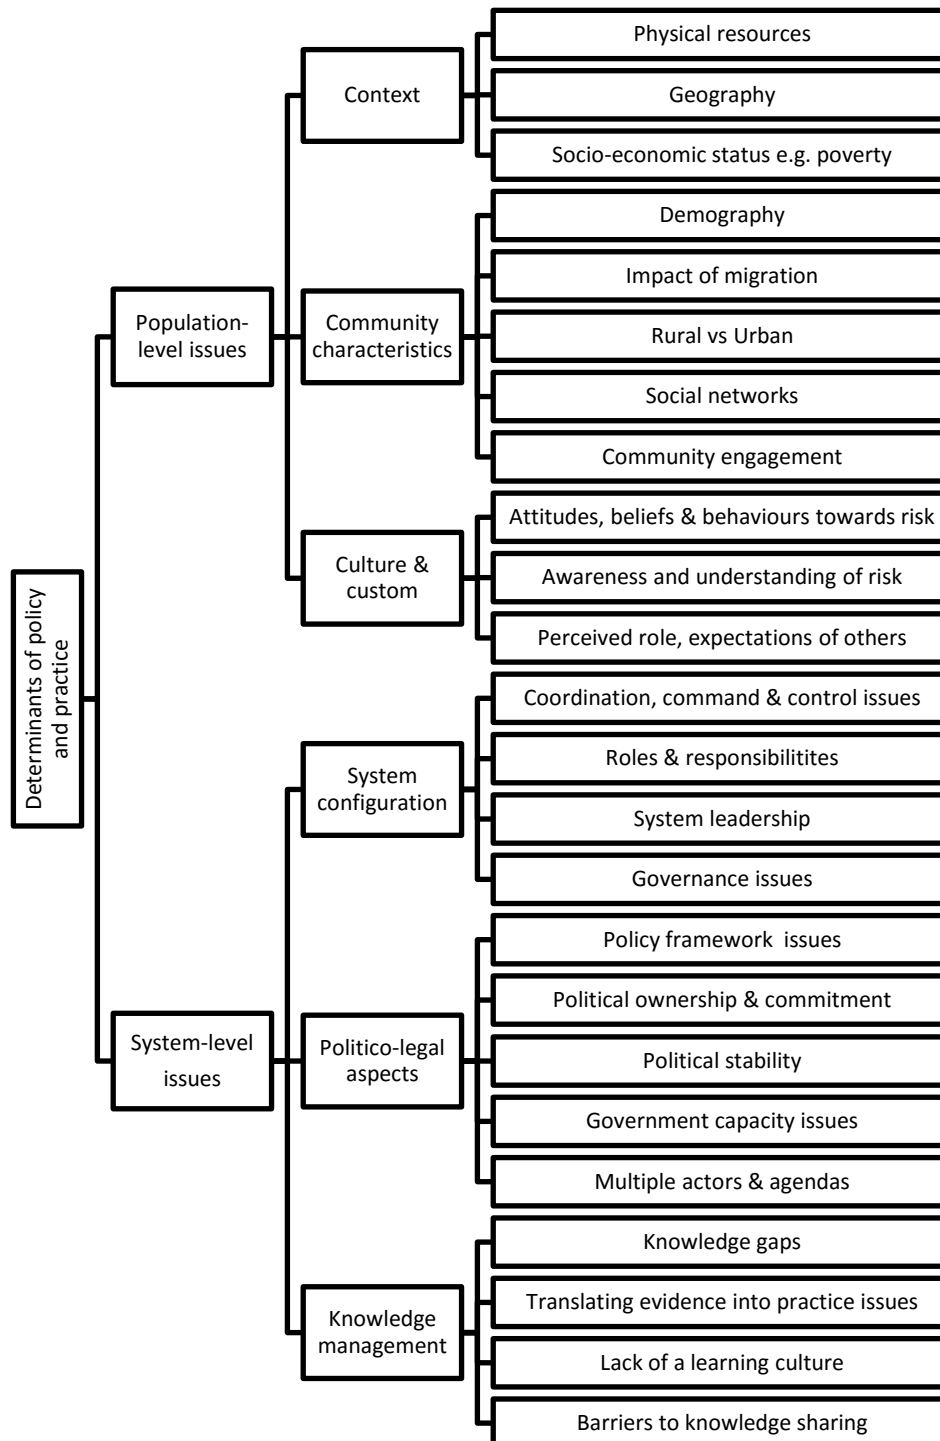 Determinants of policy
and practice
Population-
level issues
Context
Physical resources
Geography
Socio-economic status e.g. poverty
Community
characteristics
Demography
Impact of migration
Rural vs Urban
Social networks
Community engagement
Culture &
custom
Attitudes, beliefs & behaviours towards risk
Awareness and understanding of risk
Perceived role, expectations of others
System-level
issues
System
configuration
Coordination, command & control issues
Roles & responsibilitites
System leadership
Governance issues
Politico-legal
aspects
Policy framework  issues
Political ownership & commitment
Political stability
Government capacity issues
Multiple actors & agendas
Knowledge
management
Knowledge gaps
Translating evidence into practice issues
Lack of a learning culture
Barriers to knowledge sharing